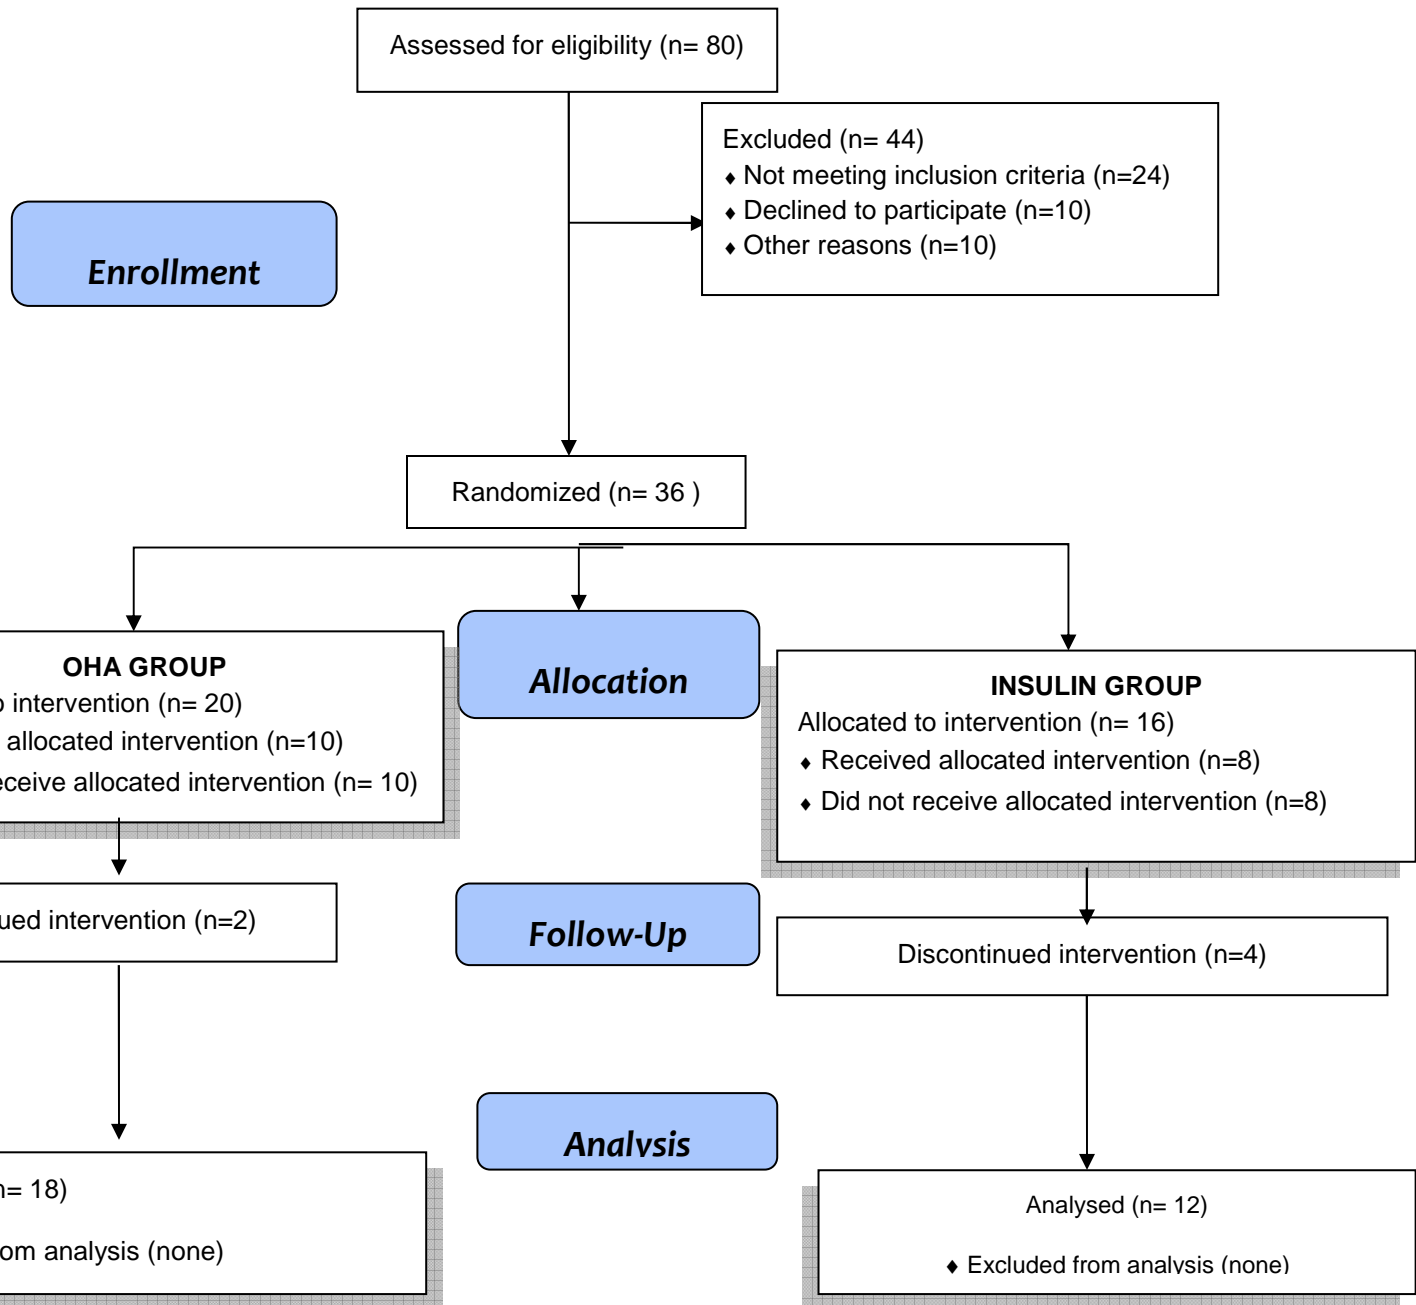 Assessed for eligibility (n= 80)
Excluded (n= 44)
♦ Not meeting inclusion criteria (n=24)
♦ Declined to participate (n=10)
♦ Other reasons (n=10)
Enrollment
Randomized (n= 36 )
OHA GROUP
intervention (n= 20)
allocated intervention (n=10)
allocated intervention (n= 10)
Allocation
INSULIN GROUP
Allocated to intervention (n= 16)
♦ Received allocated intervention (n=8)
♦ Did not receive allocated intervention (n=8)
intervention (n=2)
Follow-Up
Discontinued intervention (n=4)
Analysis
n= 18)
analysis (none)
Analysed (n= 12)
♦ Excluded from analysis (none)